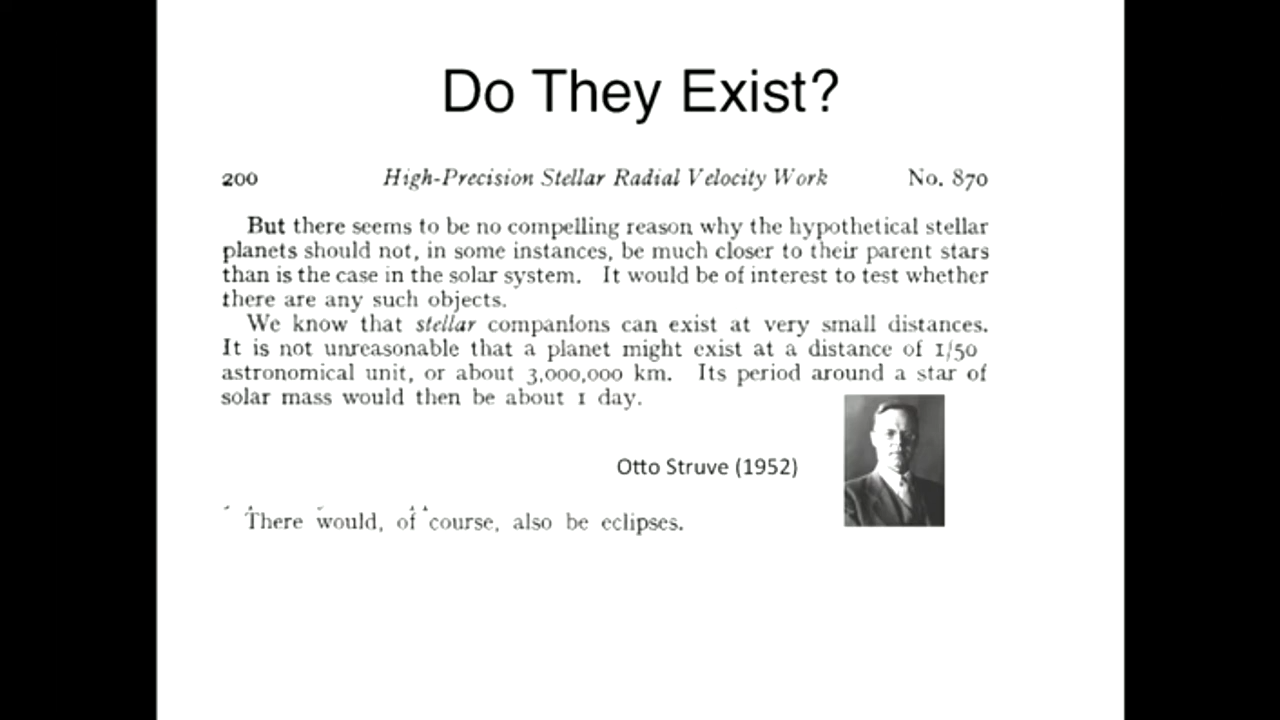 Do They Exist?
200 High-Precision Stellar Radial Velocity Work No. 870
But there seems to be no compelling reason why the hypothetical stellar
planets should not, in some instances, be much closer to their parent stars
than is the case in the solar system. It would be of interest to test whether
there are any such objects.
We know that stellar companions can exist at very small distances.
It is not unreasonable that a planet might exist at a distance of 1/50
astronomical unit, or about 3,000,000 km. Its period around a star of
solar mass would then be about 1 day.
Otto Struve (1952)
There would, of course, also be eclipses.